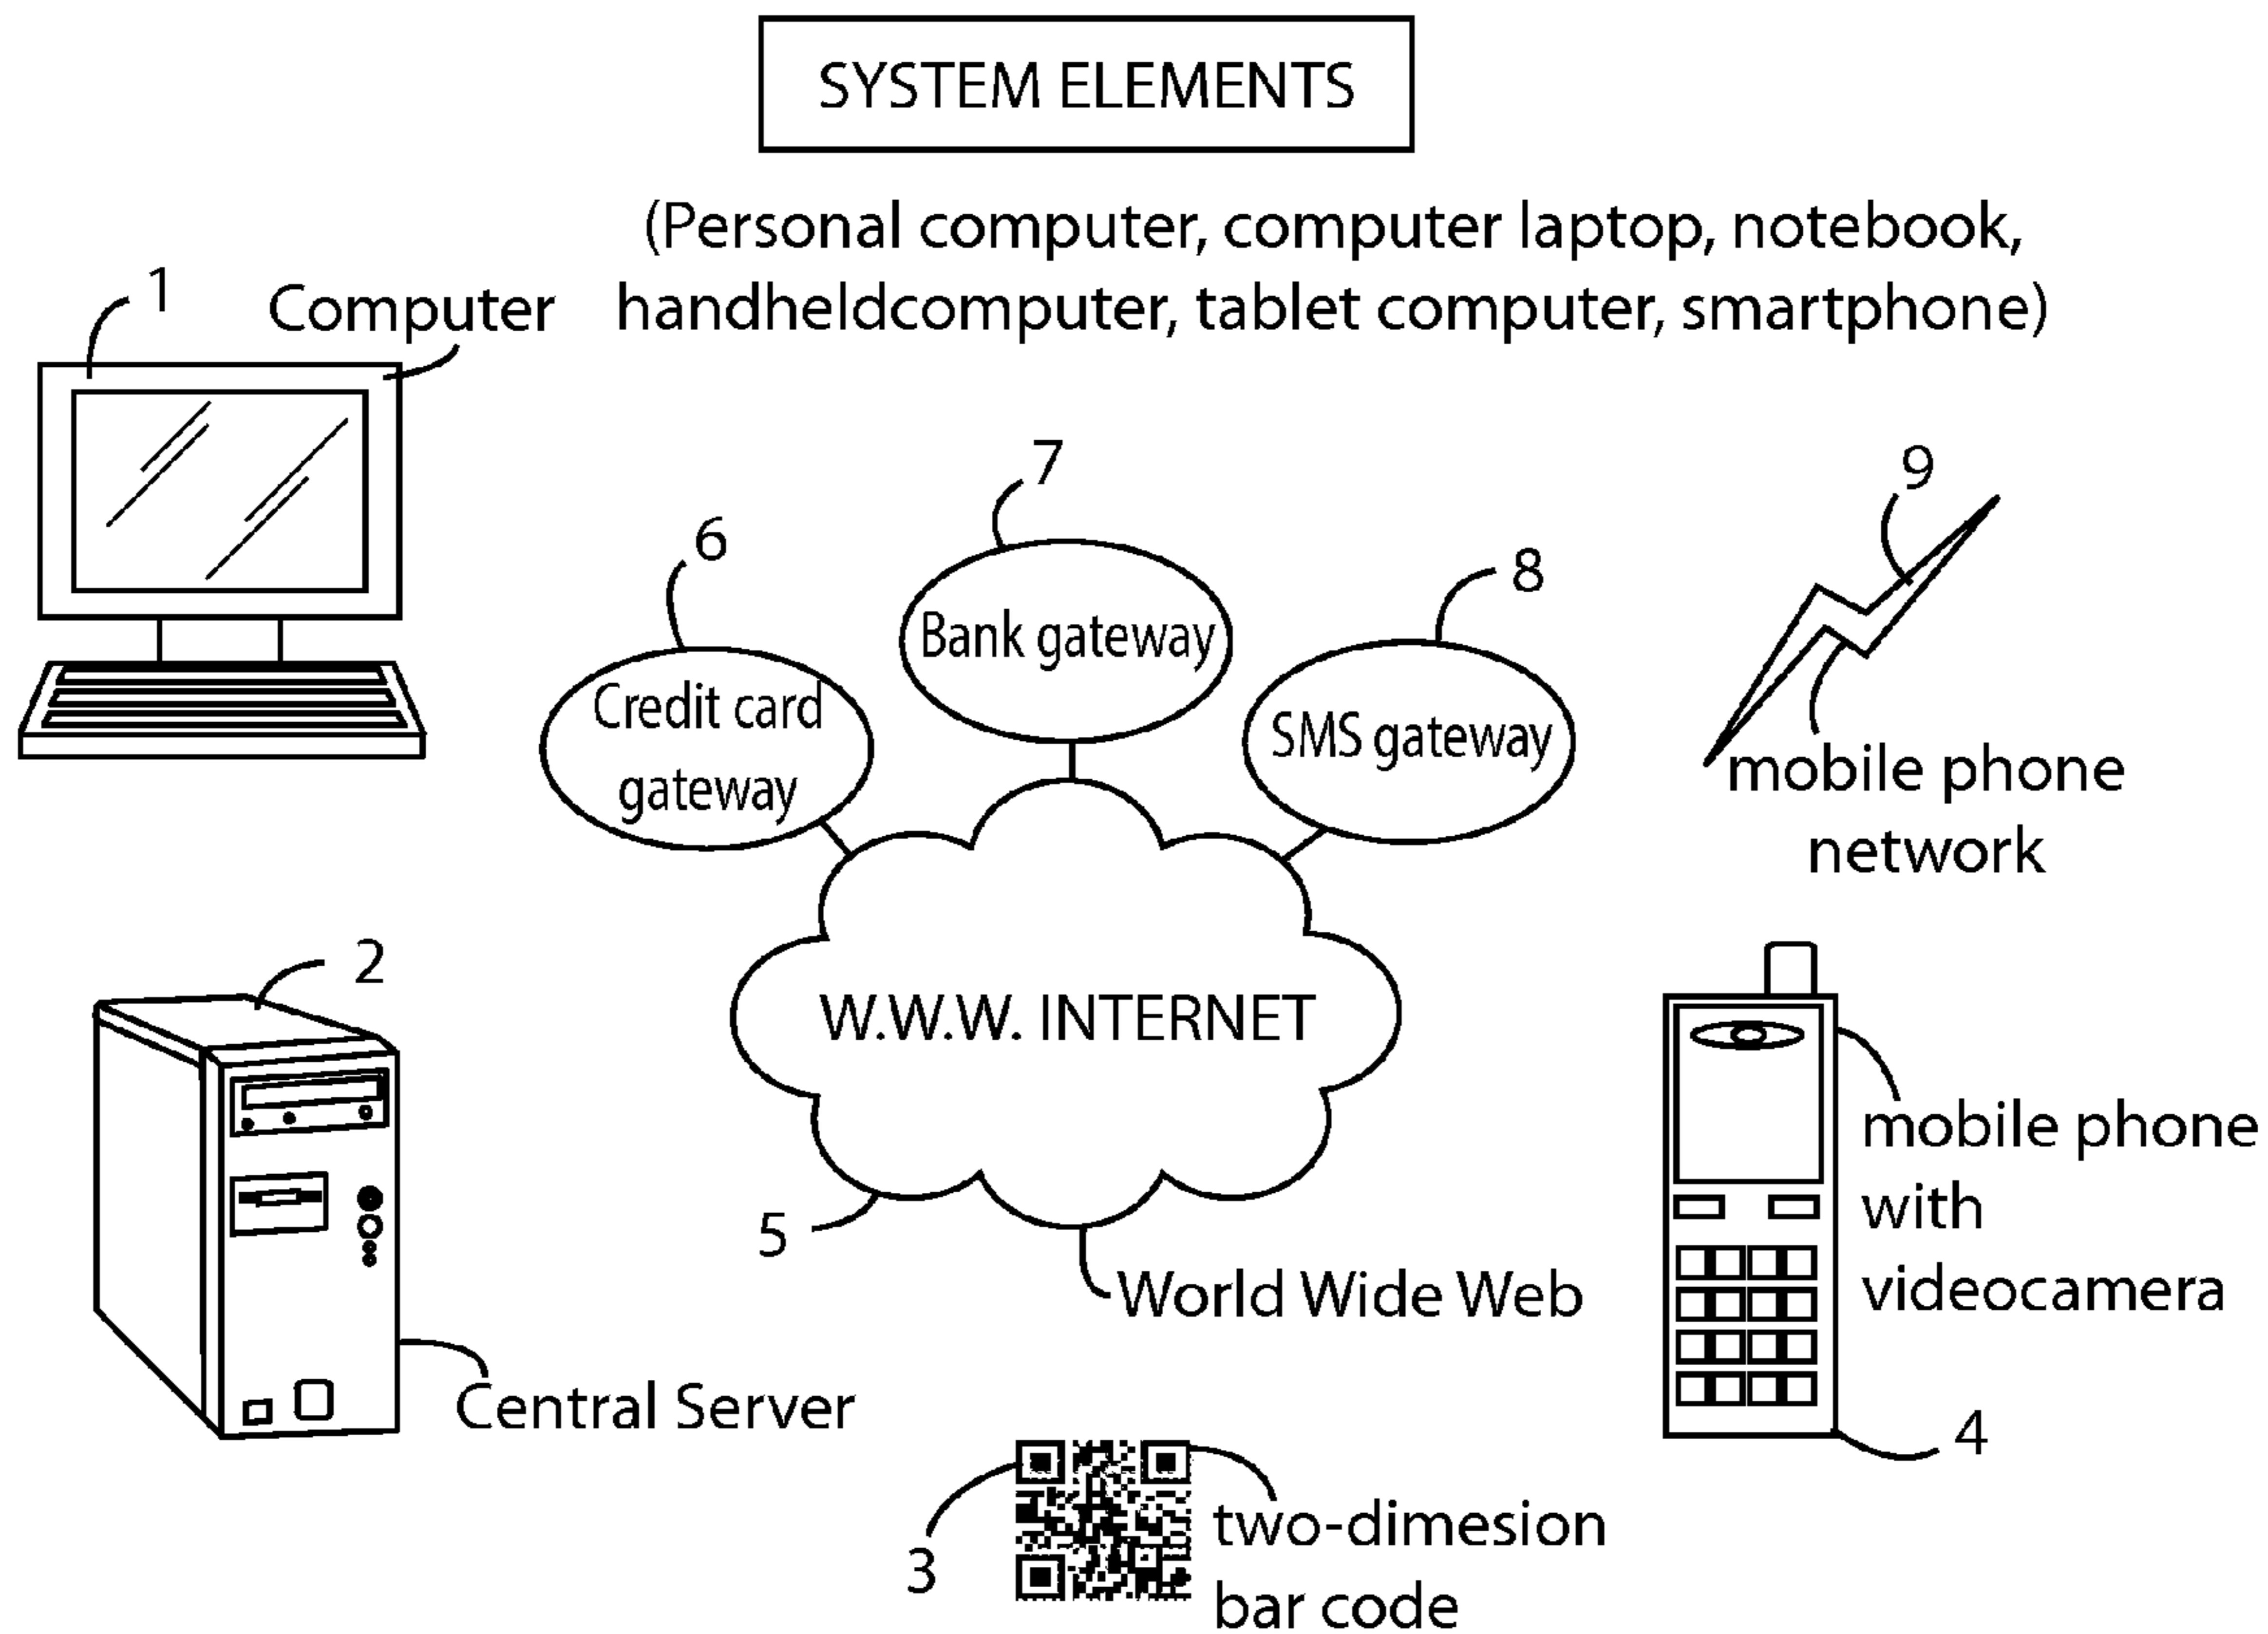 SYSTEM ELEMENTS
(Personal computer, computer laptop, notebook,
1
Computer
handheldcomputer, tablet computer, smartphone)
7
9
6
8
Bank gateway
Credit card
gateway
SMS gateway
mobile phone
network
2
W.W.W. INTERNET
mobile phone
with
videocamera
5
World Wide Web
Central Server
4
3
two-dimesion
bar code